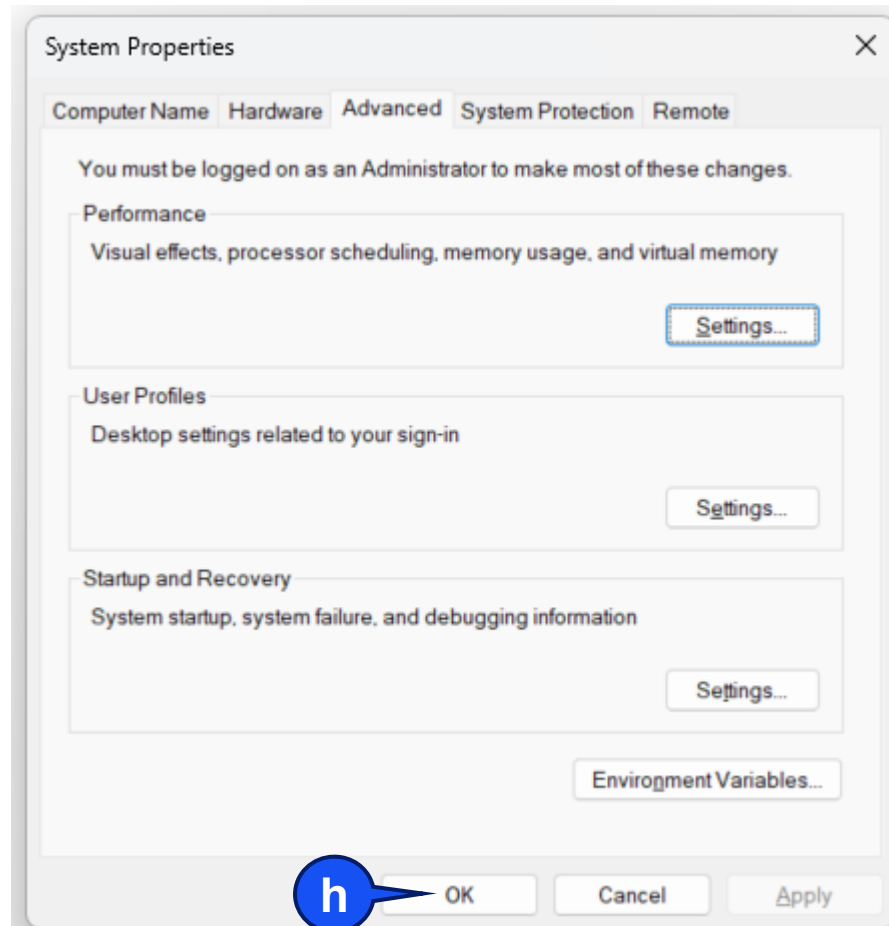 System Properties
Computer Name Hardware Advanced System Protection Remote
You must be logged on as an Administrator to make most of these changes.
Performance
Visual effects, processor scheduling, memory usage, and virtual memory
Settings...
User Profiles
Desktop settings related to your sign-in
Settings...
Startup and Recovery
System startup, system failure, and debugging information
Settings...
Environment Variables...
h OK Cancel Apply